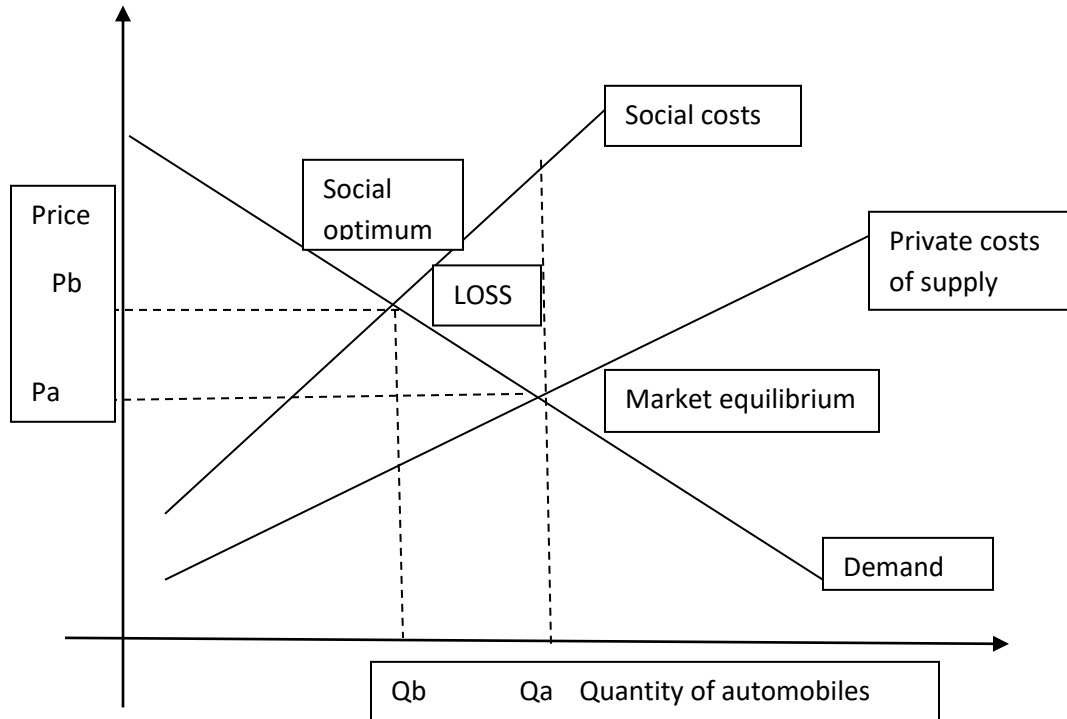 Social costs
Social
optimum
Price
Pb
Pa
LOSS
Private costs
of supply
Market equilibrium
Demand
Qb Qa Quantity of automobiles